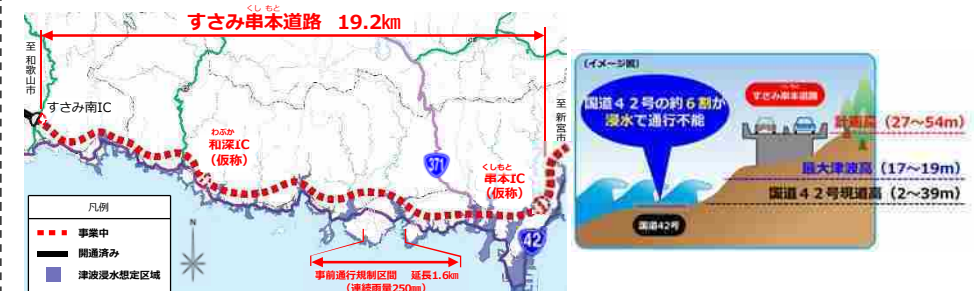 すさみ串本道路 19.2km
くしもと
至 和歌山市
すさみ南IC
わぶか
和深IC
(仮称)
371
くしもと
串本IC
(仮称)
至 新宮市
42
凡例
事業中
開通済み
津波浸水想定区域
N
事前通行規制区間 延長1.6km
(連続雨量250mm)
(イメージ図)
国道42号の約6割が
浸水で通行不能
すさみ串本道路
計画高(27~54m)
最大津波高(17~19m)
国道42号現道高(2~39m)
国道42号